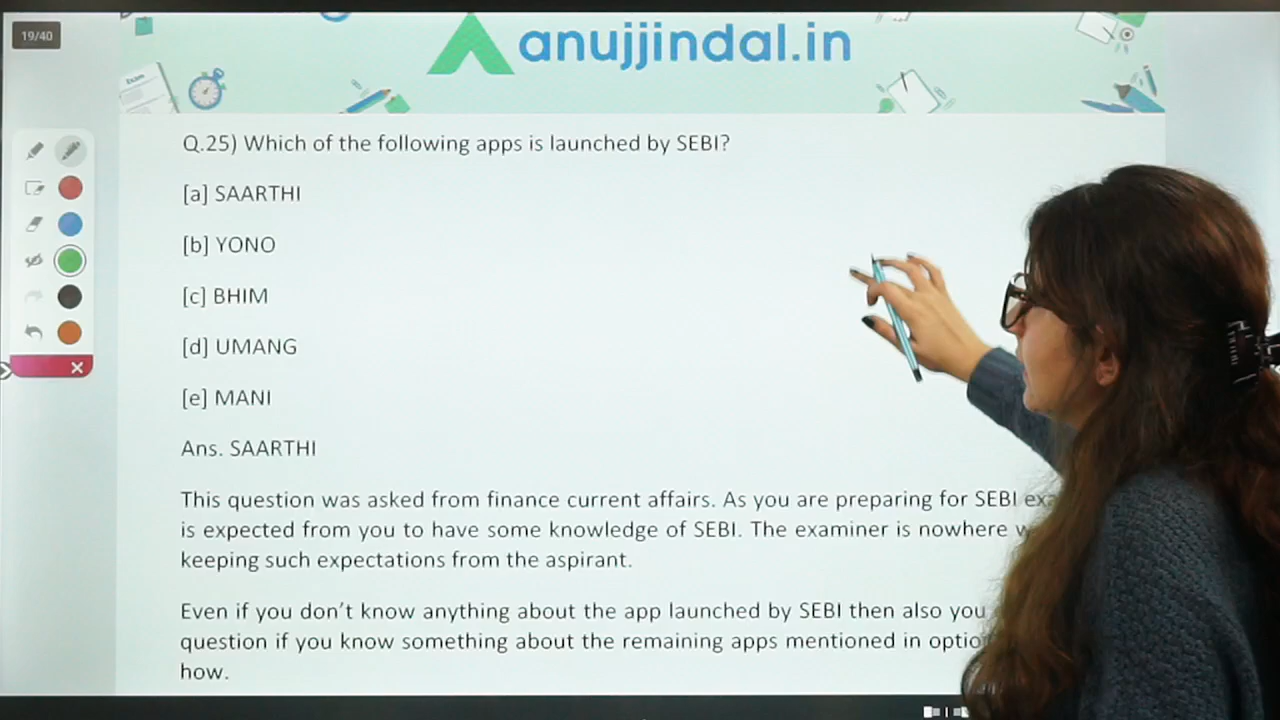 19/40
anujjindal.in
Q.25) Which of the following apps is launched by SEBI?
[a] SAARTHI
[b] YONO
[c] BHIM
[d] UMANG
[e] MANI
Ans. SAARTHI
This question was asked from finance current affairs. As you are preparing for SEBI
is expected from you to have some knowledge of SEBI. The examiner is nowhere
keeping such expectations from the aspirant.
Even if you don't know anything about the app launched by SEBI then also you
question if you know something about the remaining apps mentioned in
how.